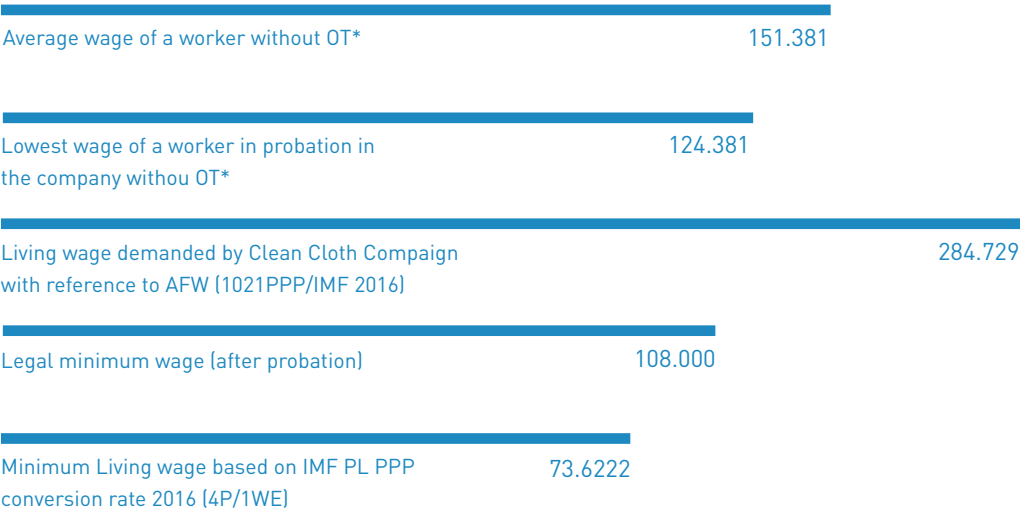 Average wage of a worker without OT* 151.381
Lowest wage of a worker in probation in 124.381
the company withou OT*
Living wage demanded by Clean Cloth Compaign 284.729
with reference to AFW (1021PPP/IMF 2016)
Legal minimum wage (after probation) 108.000
Minimum Living wage based on IMF PL PPP 73.6222
conversion rate 2016 (4P/1WE)